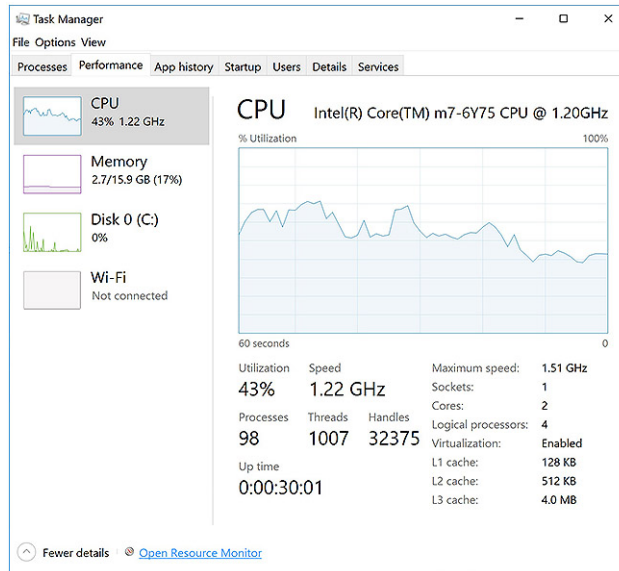 Task Manager
File Options View
Processes Performance App history Startup Users Details Services
CPU
43% 1.22 GHz
Memory
2.7/15.9 GB (17%)
Disk 0 (C:)
0%
Wi-Fi
Not connected
CPU Intel(R) Core(TM) m7-6Y75 CPU @ 1.20GHz
% Utilization 100%
60 seconds 0
Utilization Speed
43% 1.22 GHz
Processes Threads Handles
98 1007 32375
Up time
0:00:30:01
Maximum speed: 1.51 GHz
Sockets: 1
Cores: 2
Logical processors: 4
Virtualization: Enabled
L1 cache: 128 KB
L2 cache: 512 KB
L3 cache: 4.0 MB
Fewer details Open Resource Monitor